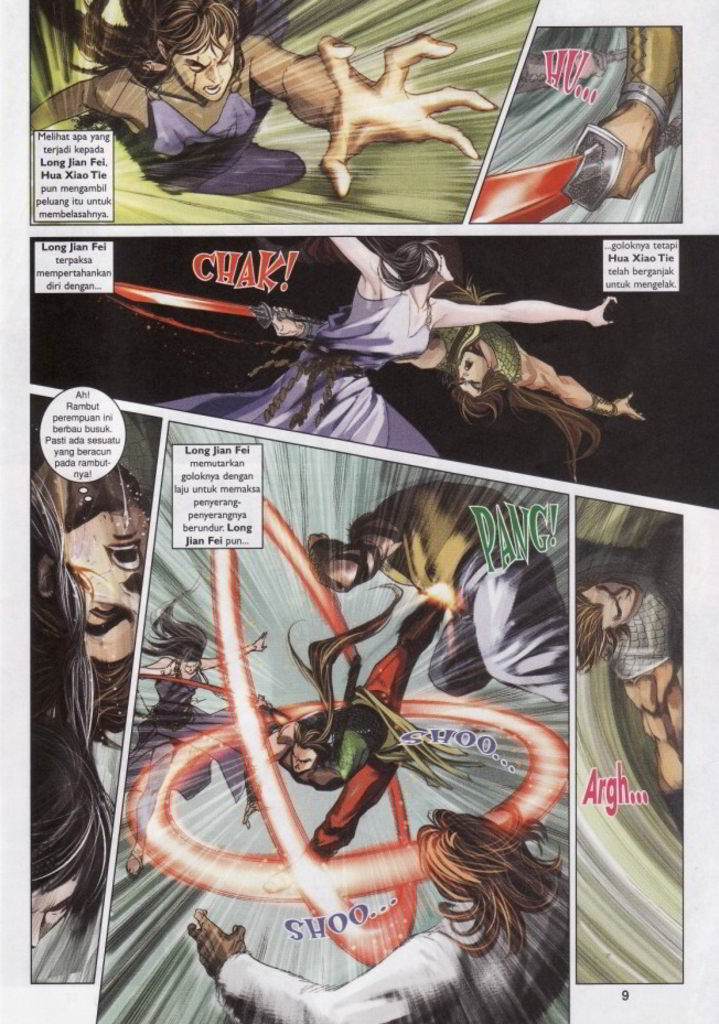 Melihat apa yang
terjadi kepada
Long Jian Fei,
Hua Xiao Tie
pun mengambil
peluang itu untuk
membelasahnya.
HU...
Long Jian Fei
terpaksa
mempertahankan
diri dengan...
CHAK!
...goloknya tetapi
Hua Xiao Tie
telah berganjak
untuk mengelak.
Ah!
Rambut
perempuan ini
berbau busuk.
Pasti ada sesuatu
yang beracun
pada rambut-
nya!
Long Jian Fei
memutarkan
goloknya dengan
laju untuk memaksa
penyerang-
penyerangnya
berundur. Long
Jian Fei pun...
PANG!
SHOO...
SHOO...
Argh...
9